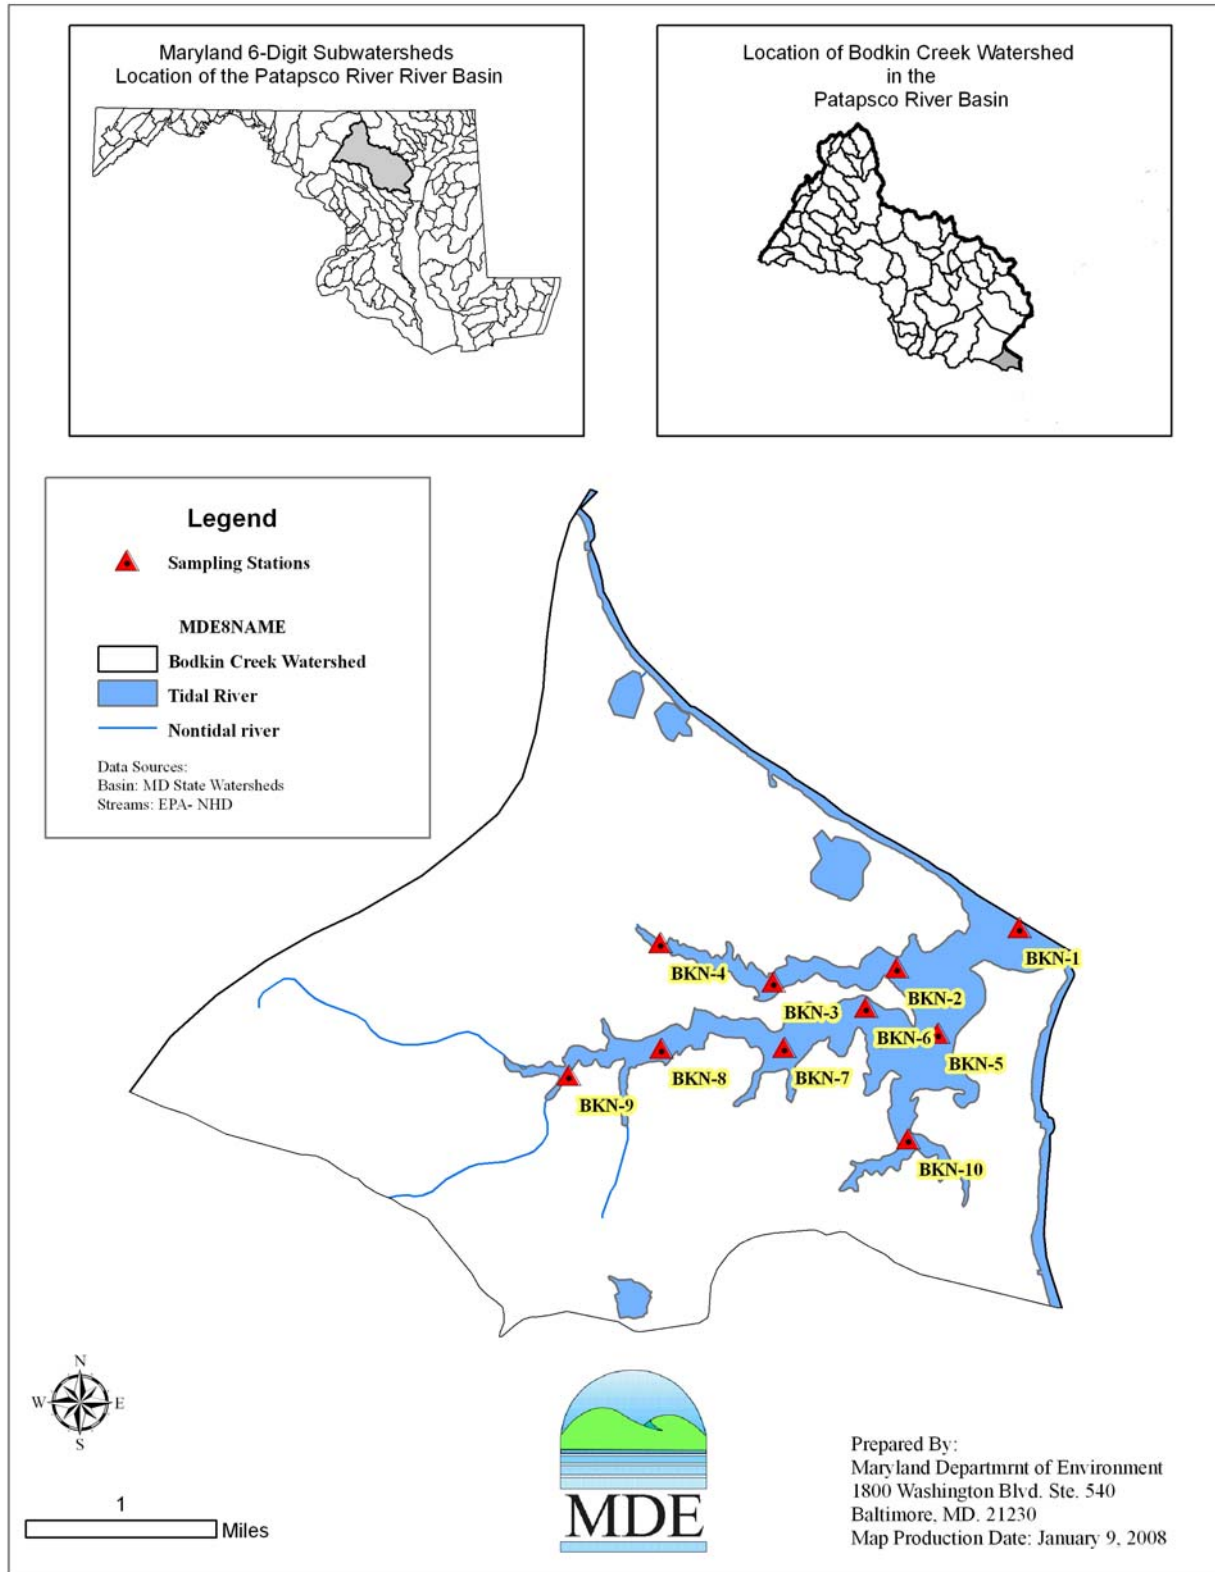 Maryland 6-Digit Subwatersheds
Location of the Patapsco River River Basin
Location of Bodkin Creek Watershed
in the
Patapsco River Basin
Legend
Sampling Stations
MDE8NAME
Bodkin Creek Watershed
Tidal River
Nontidal river
Data Sources:
Basin: MD State Watersheds
Streams: EPA- NHD
BKN-1
BKN-4
BKN-2
BKN-3
BKN-6
BKN-5
BKN-8
BKN-7
BKN-9
BKN-10
N
W
E
S
1
Miles
MDE
Prepared By:
Maryland Departmrnt of Environment
1800 Washington Blvd. Ste. 540
Baltimore, MD. 21230
Map Production Date: January 9, 2008